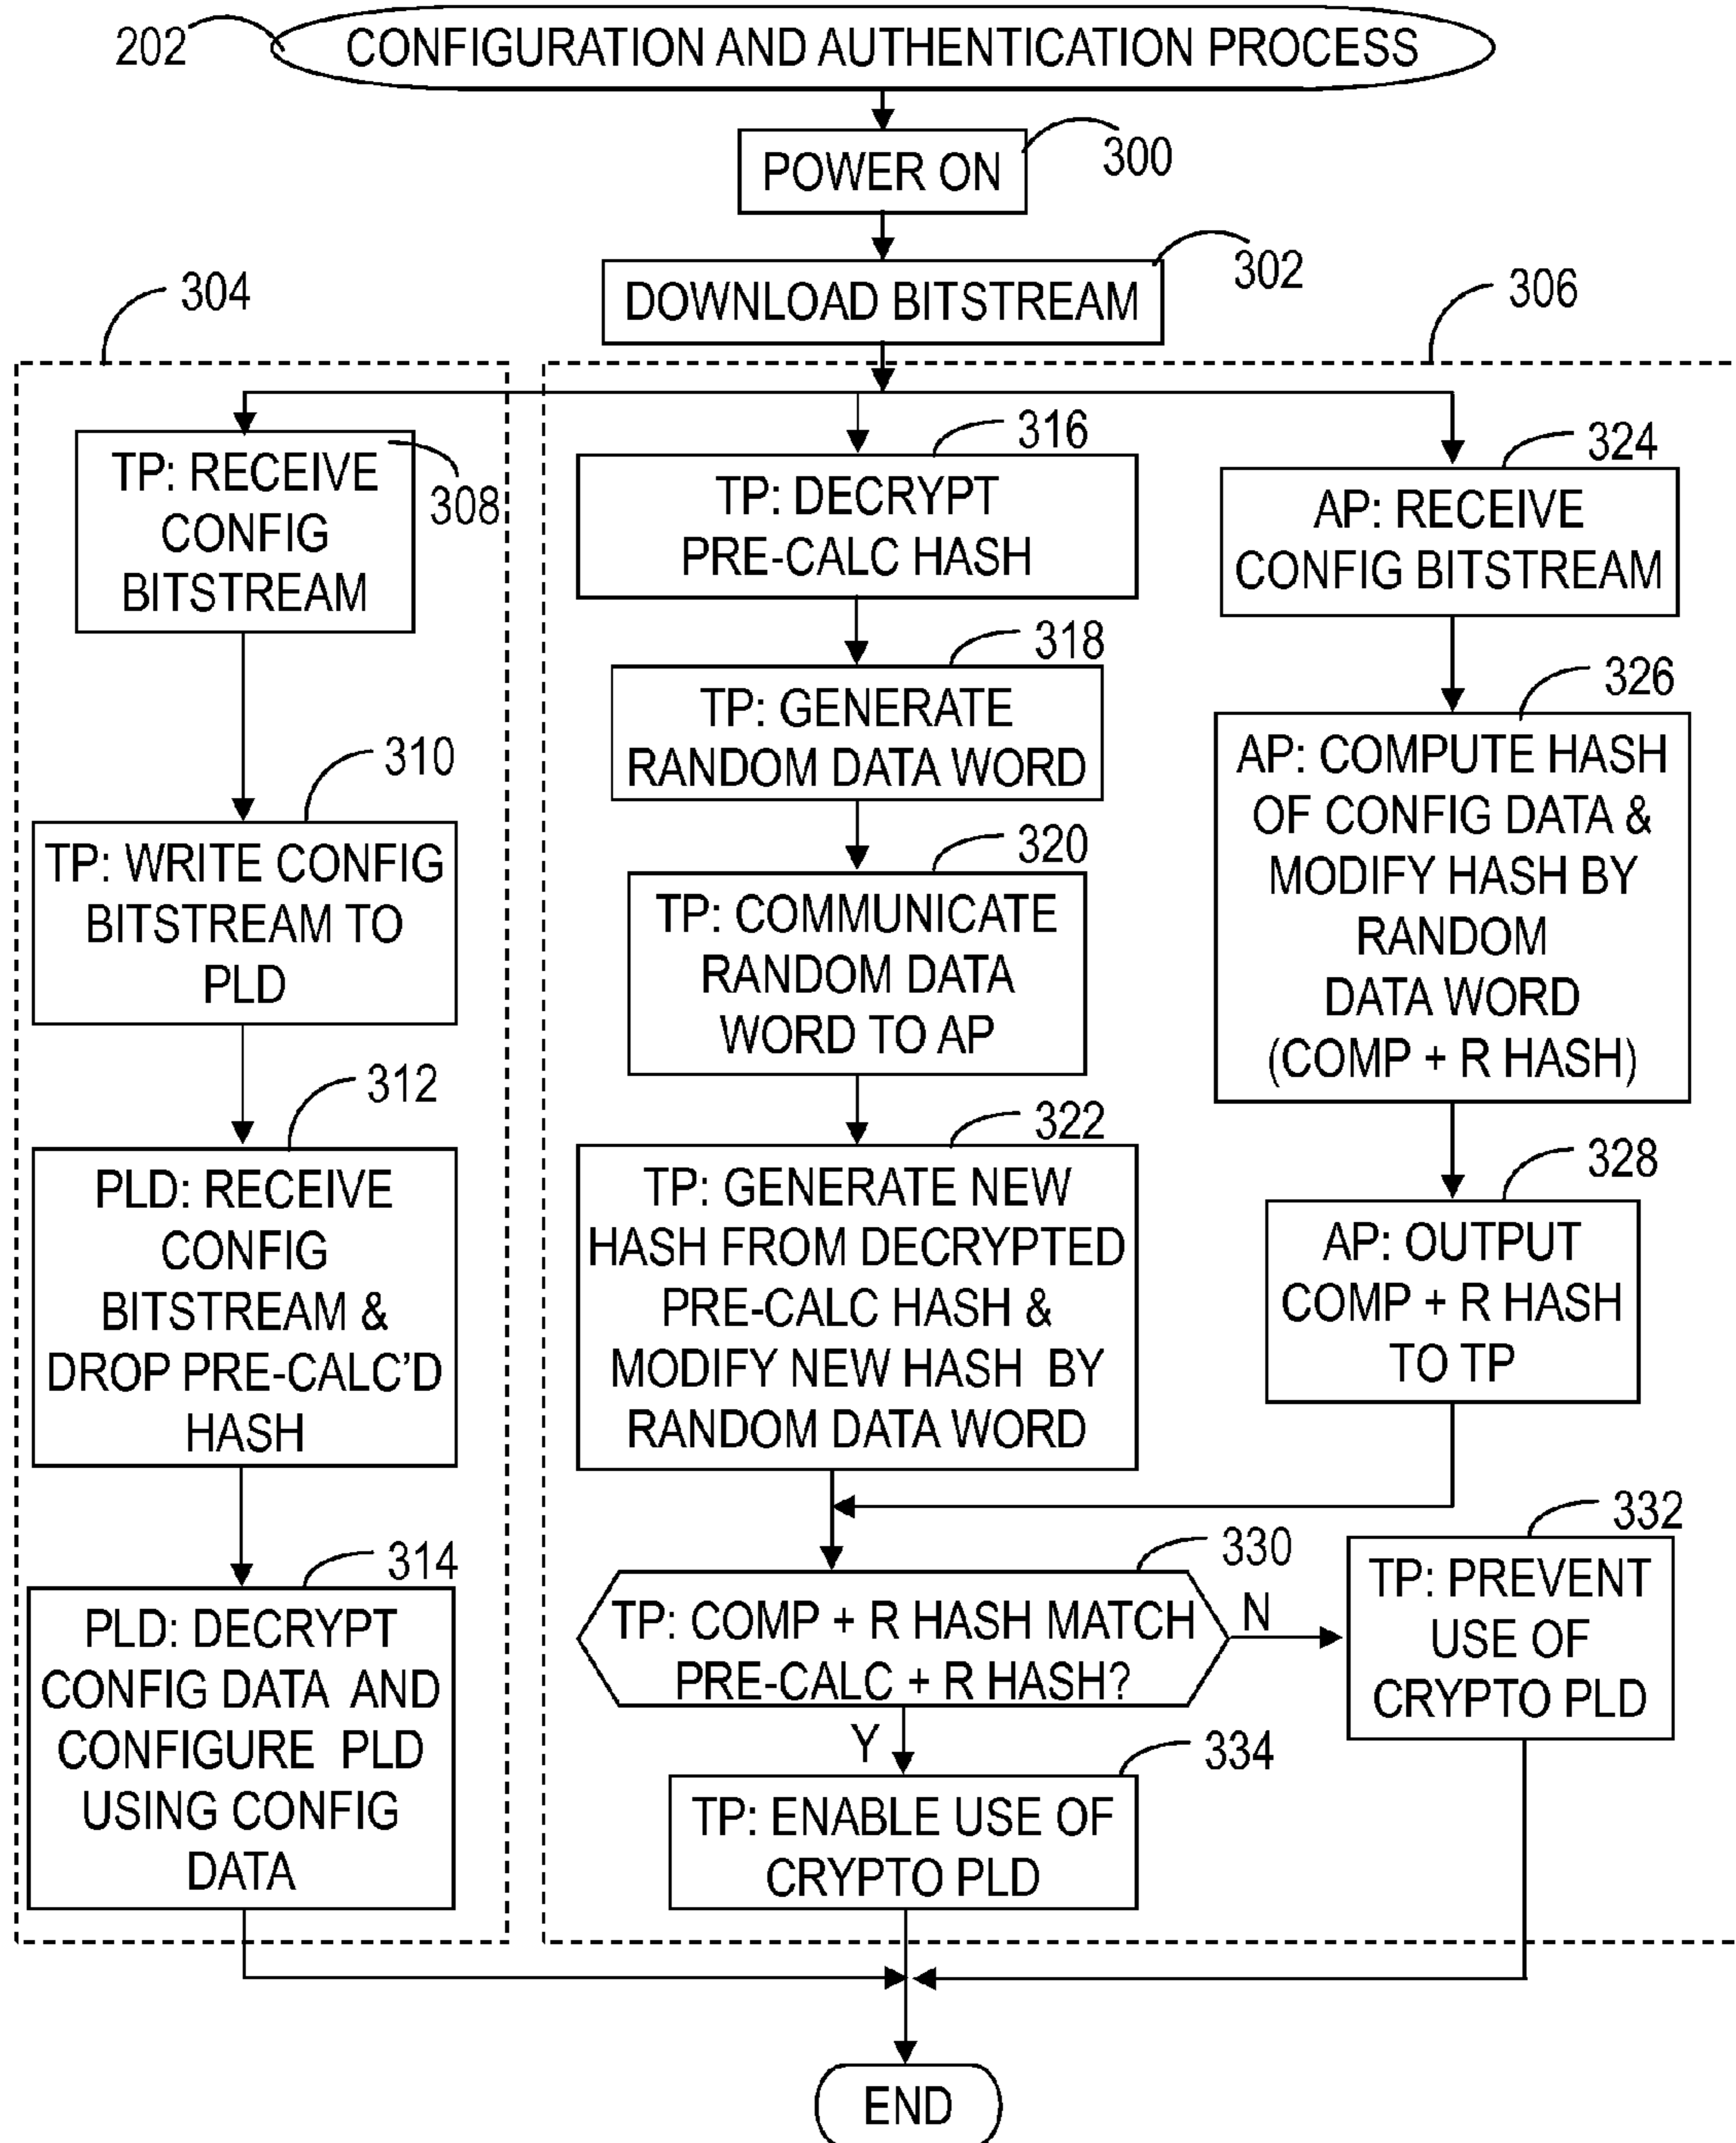 202
CONFIGURATION AND AUTHENTICATION PROCESS
POWER ON
300
DOWNLOAD BITSTREAM
302
304
306
TP: RECEIVE
CONFIG
BITSTREAM
308
TP: WRITE CONFIG
BITSTREAM TO
PLD
310
PLD: RECEIVE
CONFIG
BITSTREAM &
DROP PRE-CALC'D
HASH
312
PLD: DECRYPT
CONFIG DATA AND
CONFIGURE PLD
USING CONFIG
DATA
314
TP: DECRYPT
PRE-CALC HASH
316
TP: GENERATE
RANDOM DATA WORD
318
TP: COMMUNICATE
RANDOM DATA
WORD TO AP
320
TP: GENERATE NEW
HASH FROM DECRYPTED
PRE-CALC HASH &
MODIFY NEW HASH BY
RANDOM DATA WORD
322
AP: RECEIVE
CONFIG BITSTREAM
324
AP: COMPUTE HASH
OF CONFIG DATA &
MODIFY HASH BY
RANDOM
DATA WORD
(COMP + R HASH)
326
AP: OUTPUT
COMP + R HASH
TO TP
328
TP: COMP + R HASH MATCH
PRE-CALC + R HASH?
330
N
TP: PREVENT
USE OF
CRYPTO PLD
332
Y
TP: ENABLE USE OF
CRYPTO PLD
334
END